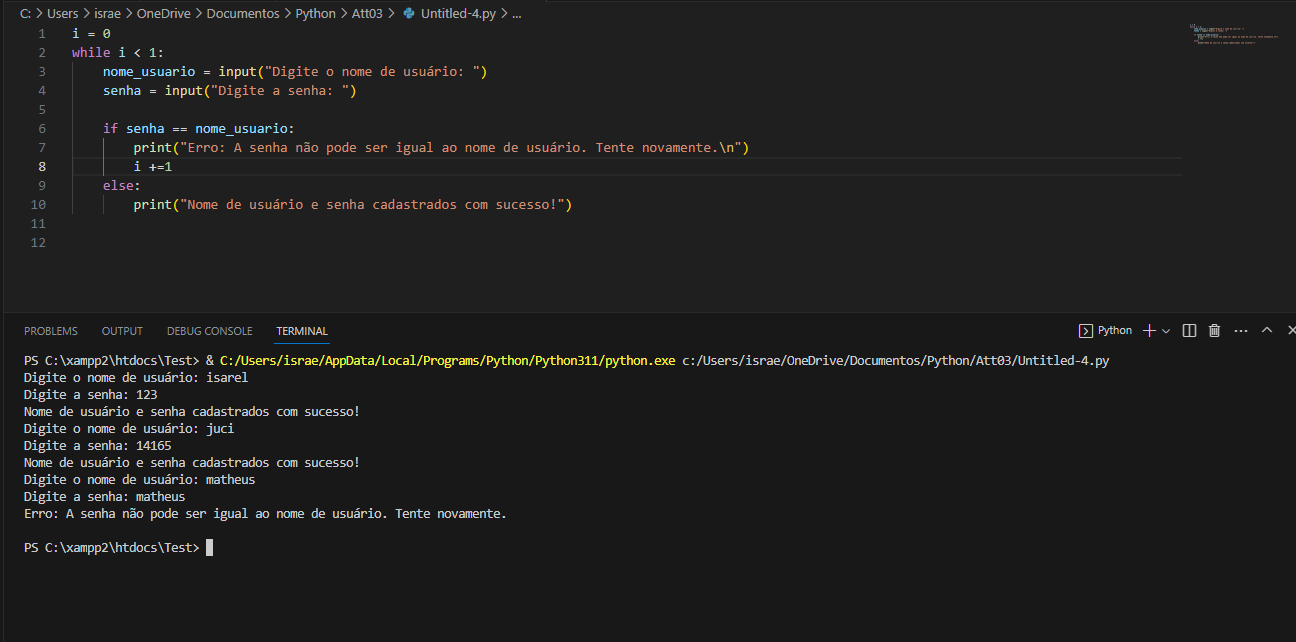 C: > Users > israe > OneDrive > Documentos > Python > Att03 > Untitled-4.py > ...
1 i = 0
2 while i < 1:
3     nome_usuario = input("Digite o nome de usuário: ")
4     senha = input("Digite a senha: ")
5
6     if senha == nome_usuario:
7         print("Erro: A senha não pode ser igual ao nome de usuário. Tente novamente.\n")
8         i +=1
9     else:
10         print("Nome de usuário e senha cadastrados com sucesso!")
11
12
PROBLEMS OUTPUT DEBUG CONSOLE TERMINAL Python
PS C:\xampp2\htdocs\Test> & C:/Users/israe/AppData/Local/Programs/Python/Python311/python.exe c:/Users/israe/OneDrive/Documentos/Python/Att03/Untitled-4.py
Digite o nome de usuário: isarel
Digite a senha: 123
Nome de usuário e senha cadastrados com sucesso!
Digite o nome de usuário: juci
Digite a senha: 14165
Nome de usuário e senha cadastrados com sucesso!
Digite o nome de usuário: matheus
Digite a senha: matheus
Erro: A senha não pode ser igual ao nome de usuário. Tente novamente.
PS C:\xampp2\htdocs\Test>